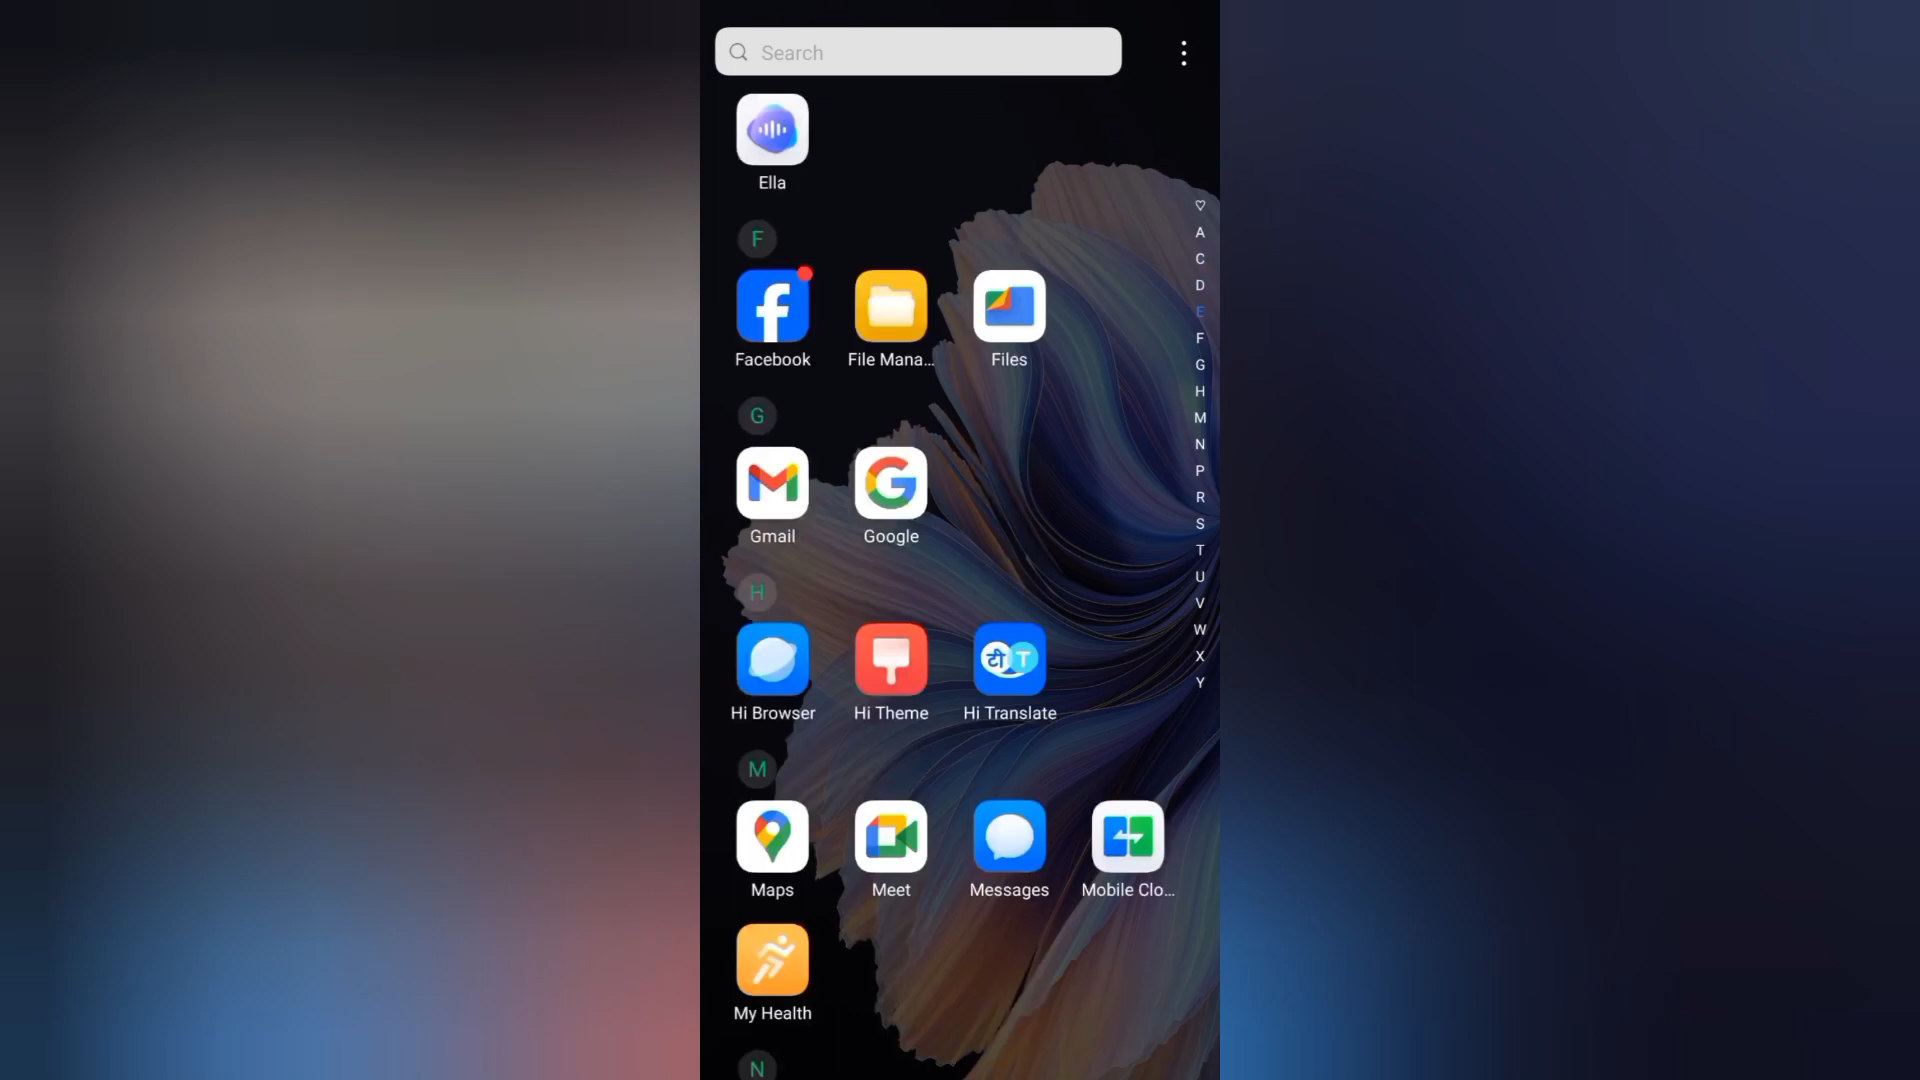 Search
Ella
F
Facebook File Mana... Files
G
Gmail Google
H
टी T
Hi Browser Hi Theme Hi Translate
M
Maps Meet Messages Mobile Clo...
My Health
N
♡
A
C
D
E
F
G
H
M
N
P
R
S
T
U
V
W
X
Y